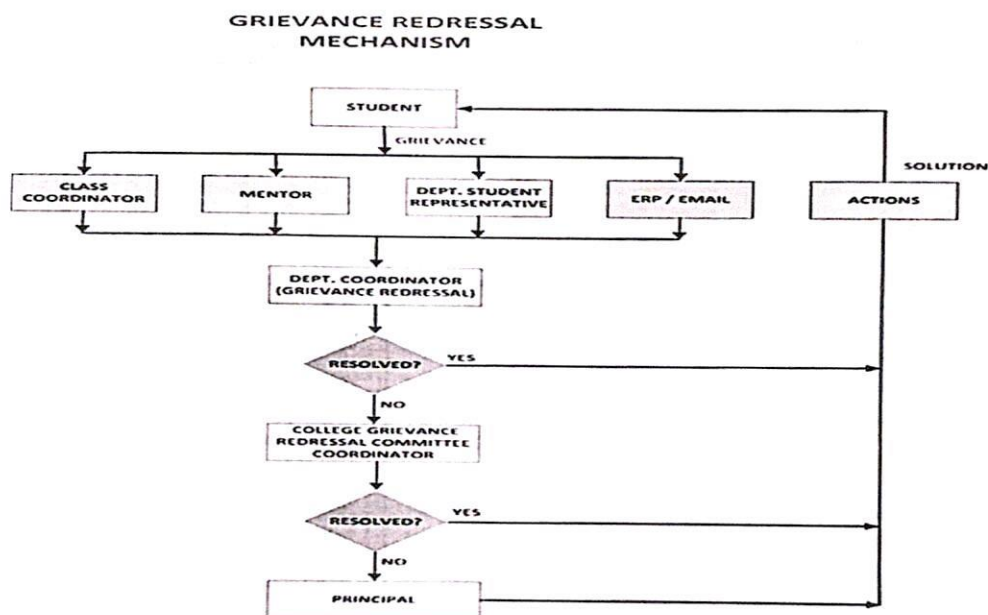 GRIEVANCE REDRESSAL
MECHANISM
STUDENT
GRIEVANCE
SOLUTION
CLASS
COORDINATOR
MENTOR
DEPT. STUDENT
REPRESENTATIVE
ERP / EMAIL
ACTIONS
DEPT. COORDINATOR
(GRIEVANCE REDRESSAL)
RESOLVED?
YES
NO
COLLEGE GRIEVANCE
REDRESSAL COMMITTEE
COORDINATOR
RESOLVED?
YES
NO
PRINCIPAL